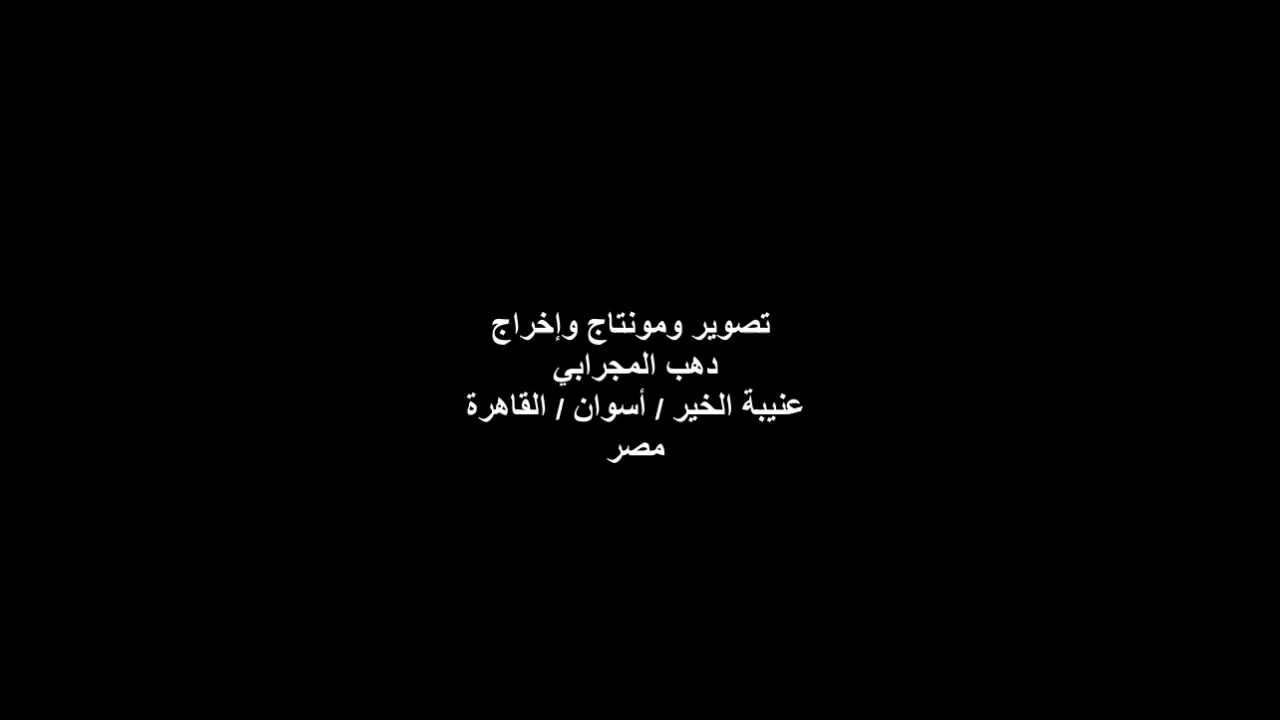 تصوير ومونتاج وإخراج
دهب المجرابي
عنيبة الخير / أسوان / القاهرة
مصر